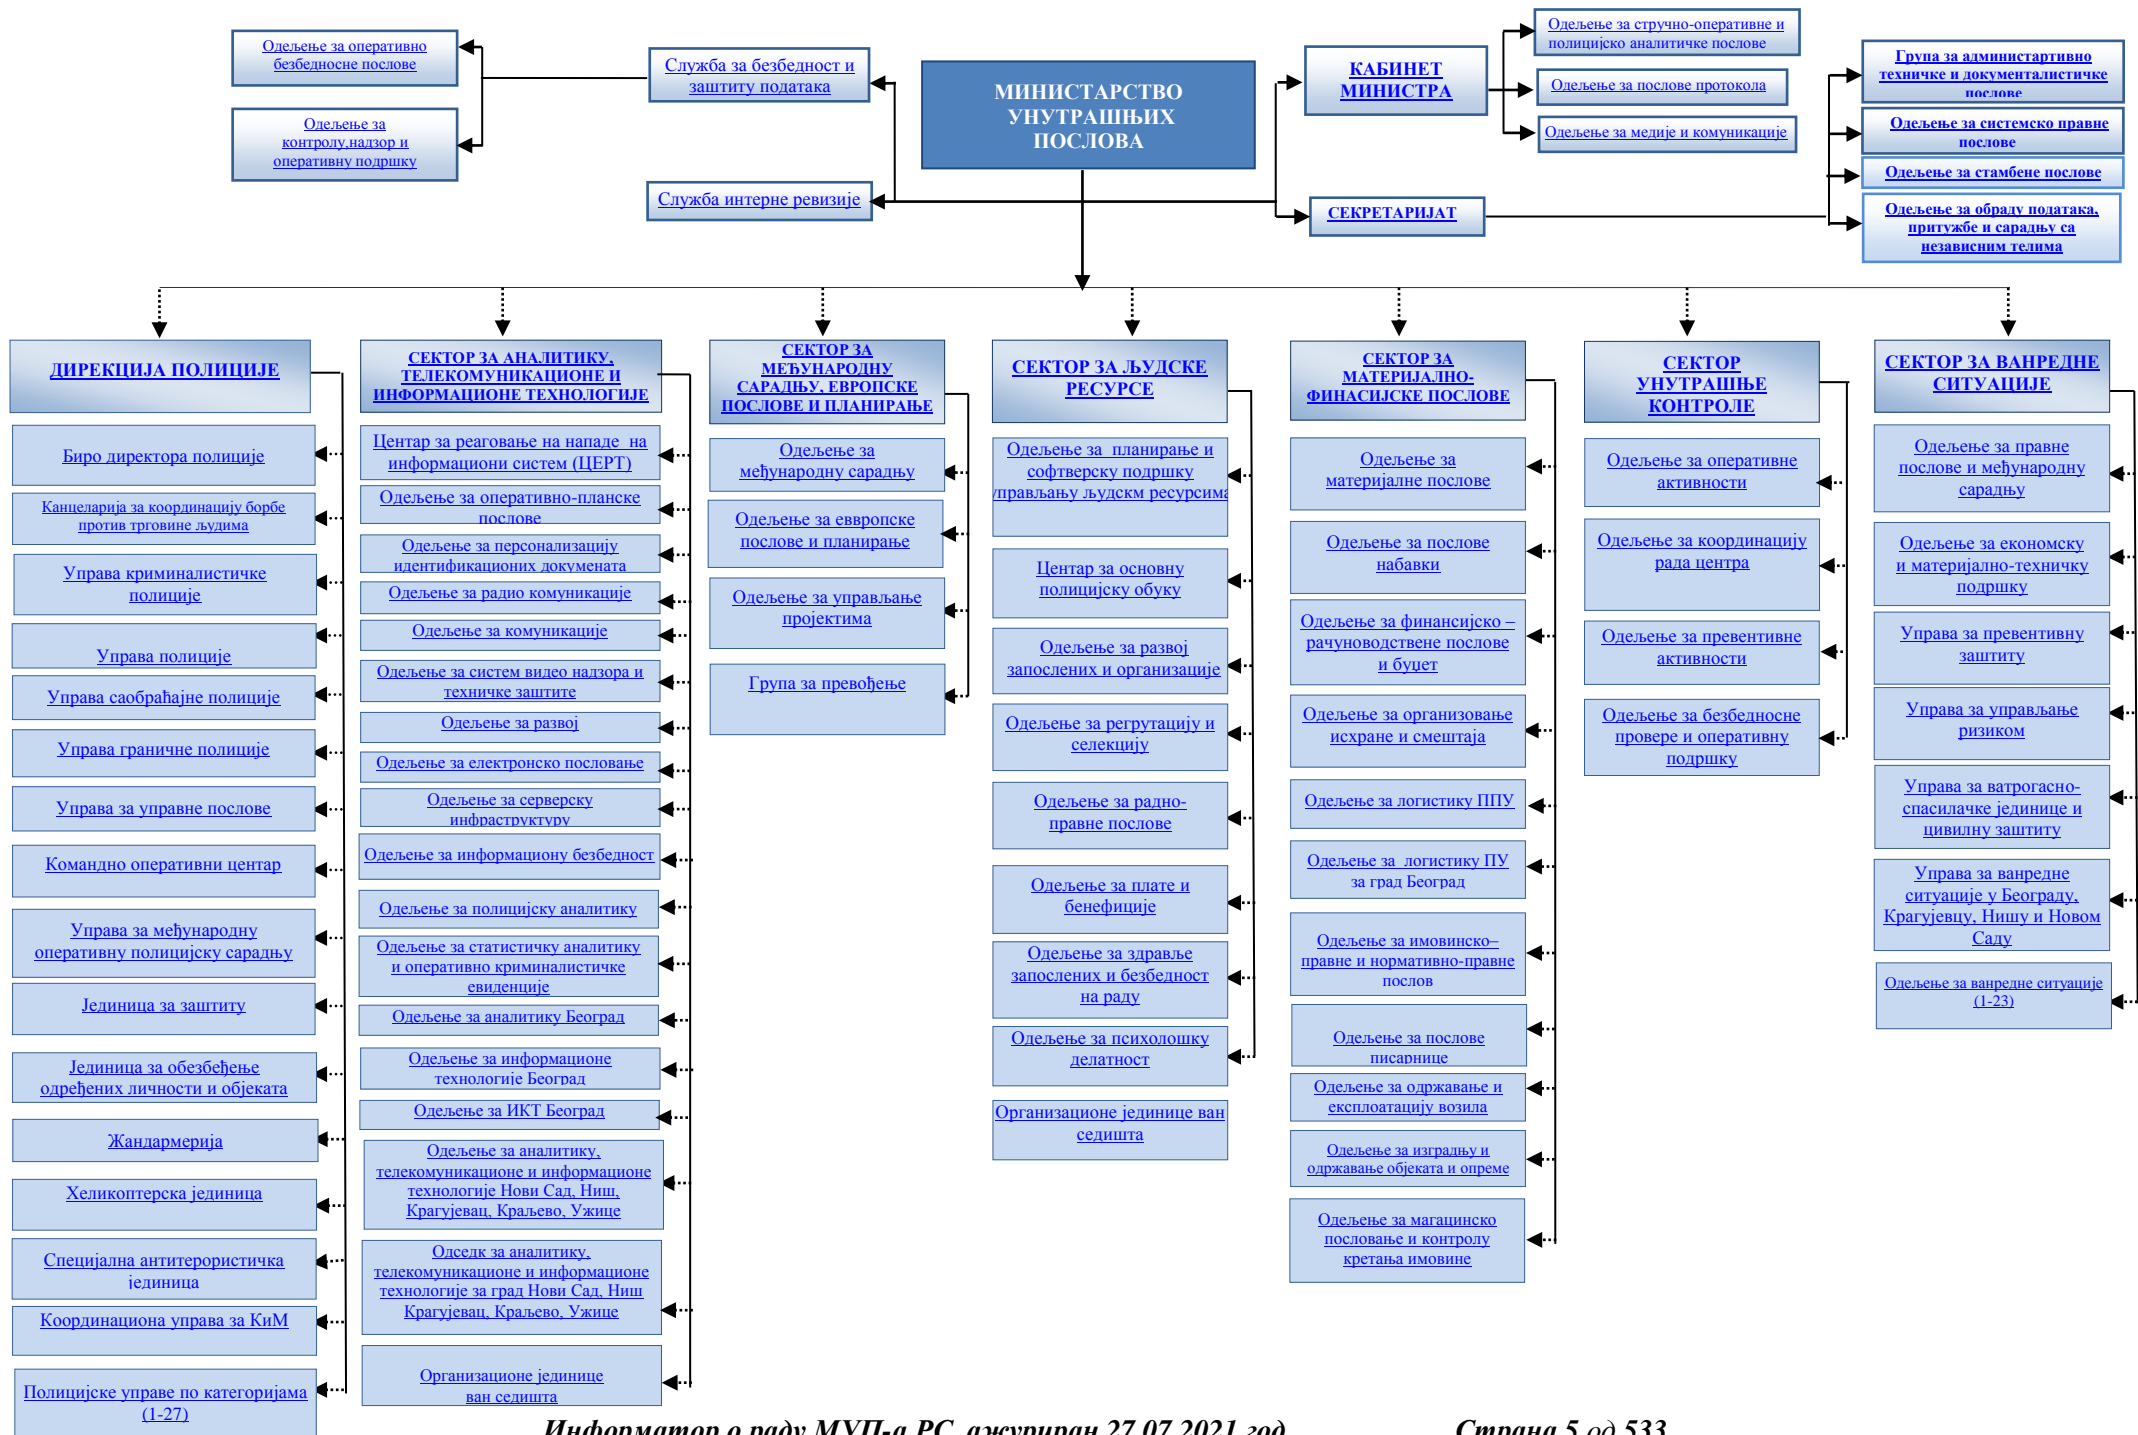 Одељење за оперативно
безбедносне послове
Одељење за
контролу,надзор и
оперативну подршку
Служба за безбедност и
заштиту података
Служба интерне ревизије
МИНИСТАРСТВО
УНУТРАШЊИХ
ПОСЛОВА
КАБИНЕТ
МИНИСТРА
Одељење за стручно-оперативне и
полицијско аналитичке послове
Одељење за послове протокола
Одељење за медије и комуникације
СЕКРЕТАРИЈАТ
Група за администартивно
техничке и документалистичке
послове
Одељење за системско правне
послове
Одељење за стамбене послове
Одељење за обраду података,
притужбе и сарадњу са
независним телима
ДИРЕКЦИЈА ПОЛИЦИЈЕ
Биро директора полиције
Канцеларија за координацију борбе
против трговине људима
Управа криминалистичке
полиције
Управа полиције
Управа саобраћајне полиције
Управа граничне полиције
Управа за управне послове
Командно оперативни центар
Управа за међународну
оперативну полицијску сарадњу
Јединица за заштиту
Јединица за обезбеђење
одређених личности и објеката
Жандармерија
Хеликоптерска јединица
Специјална антитерористичка
јединица
Координациона управа за КиМ
Полицијске управе по категоријама
(1-27)
СЕКТОР ЗА АНАЛИТИКУ,
ТЕЛЕКОМУНИКАЦИОНЕ И
ИНФОРМАЦИОНЕ ТЕХНОЛОГИЈЕ
Центар за реаговање на нападе на
информациони систем (ЦЕРТ)
Одељење за оперативно-планске
послове
Одељење за персонализацију
идентификационих докумената
Одељење за радио комуникације
Одељење за комуникације
Одељење за систем видео надзора и
техничке заштите
Одељење за развој
Одељење за електронско пословање
Одељење за серверску
инфраструктуру
Одељење за информациону безбедност
Одељење за полицијску аналитику
Одељење за статистичку аналитику
и оперативно криминалистичке
евиденције
Одељење за аналитику Београд
Одељење за информационе
технологије Београд
Одељење за ИКТ Београд
Одељење за аналитику,
телекомуникационе и информационе
технологије Нови Сад, Ниш,
Крагујевац, Краљево, Ужице
Одседк за аналитику,
телекомуникационе и информационе
технологије за град Нови Сад, Ниш
Крагујевац, Краљево, Ужице
Организационе јединице
ван седишта
СЕКТОР ЗА
МЕЂУНАРОДНУ
САРАДЊУ, ЕВРОПСКЕ
ПОСЛОВЕ И ПЛАНИРАЊЕ
Одељење за
међународну сарадњу
Одељење за еввропске
послове и планирање
Одељење за управљање
пројектима
Група за превођење
СЕКТОР ЗА ЉУДСКЕ
РЕСУРСЕ
Одељење за планирање и
софтверску подршку
управљању људскм ресурсима
Центар за основну
полицијску обуку
Одељење за развој
запослених и организације
Одељење за регрутацију и
селекцију
Одељење за радно-
правне послове
Одељење за плате и
бенефиције
Одељење за здравље
запослених и безбедност
на раду
Одељење за психолошку
делатност
Организационе јединице ван
седишта
СЕКТОР ЗА
МАТЕРИЈАЛНО-
ФИНАСИЈСКЕ ПОСЛОВЕ
Одељење за
материјалне послове
Одељење за послове
набавки
Одељење за финансијско –
рачуноводствене послове
и буџет
Одељење за организовање
исхране и смештаја
Одељење за логистику ППУ
Одељење за логистику ПУ
за град Београд
Одељење за имовинско–
правне и нормативно-правне
послов
Одељење за послове
писарнице
Одељење за одржавање и
експлоатацију возила
Одељење за изградњу и
одржавање објеката и опреме
Одељење за магацинско
пословање и контролу
кретања имовине
СЕКТОР
УНУТРАШЊЕ
КОНТРОЛЕ
Одељење за оперативне
активности
Одељење за координацију
рада центра
Одељење за превентивне
активности
Одељење за безбедносне
провере и оперативну
подршку
СЕКТОР ЗА ВАНРЕДНЕ
СИТУАЦИЈЕ
Одељење за правне
послове и међународну
сарадњу
Одељење за економску
и материјално-техничку
подршку
Управа за превентивну
заштиту
Управа за управљање
ризиком
Управа за ватрогасно-
спасилачке јединице и
цивилну заштиту
Управа за ванредне
ситуације у Београду,
Крагујевцу, Нишу и Новом
Саду
Одељење за ванредне ситуације
(1-23)
Информатор о раду МУП-а РС, ажуриран 27.07.2021.год. Страна 5 од 533